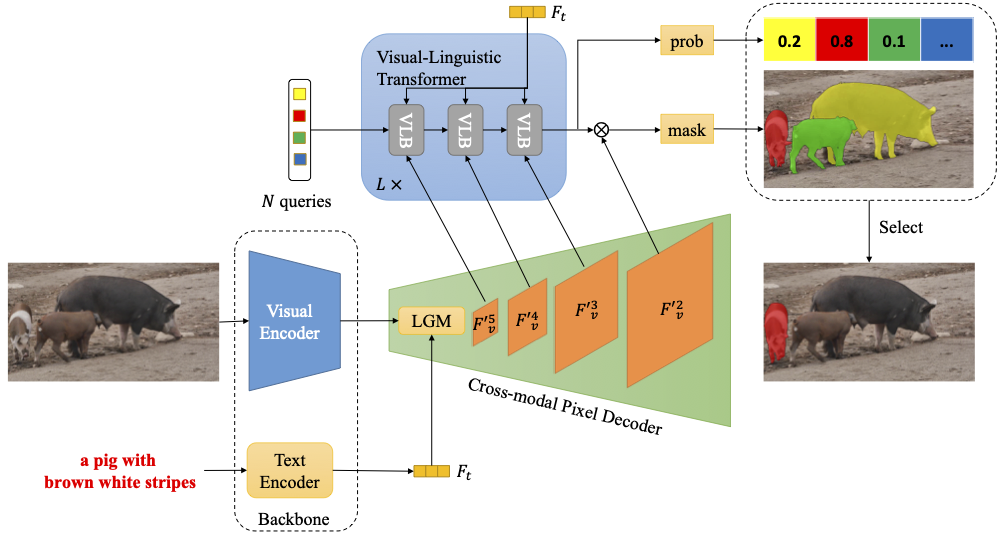 F_t
Visual-Linguistic
Transformer
VLB
VLB
VLB
L ×
N queries
prob
mask
0.2
0.8
0.1
...
Select
Visual
Encoder
LGM
F'^5_v
F'^4_v
F'^3_v
F'^2_v
Cross-modal Pixel Decoder
a pig with
brown white stripes
Text
Encoder
F_t
Backbone